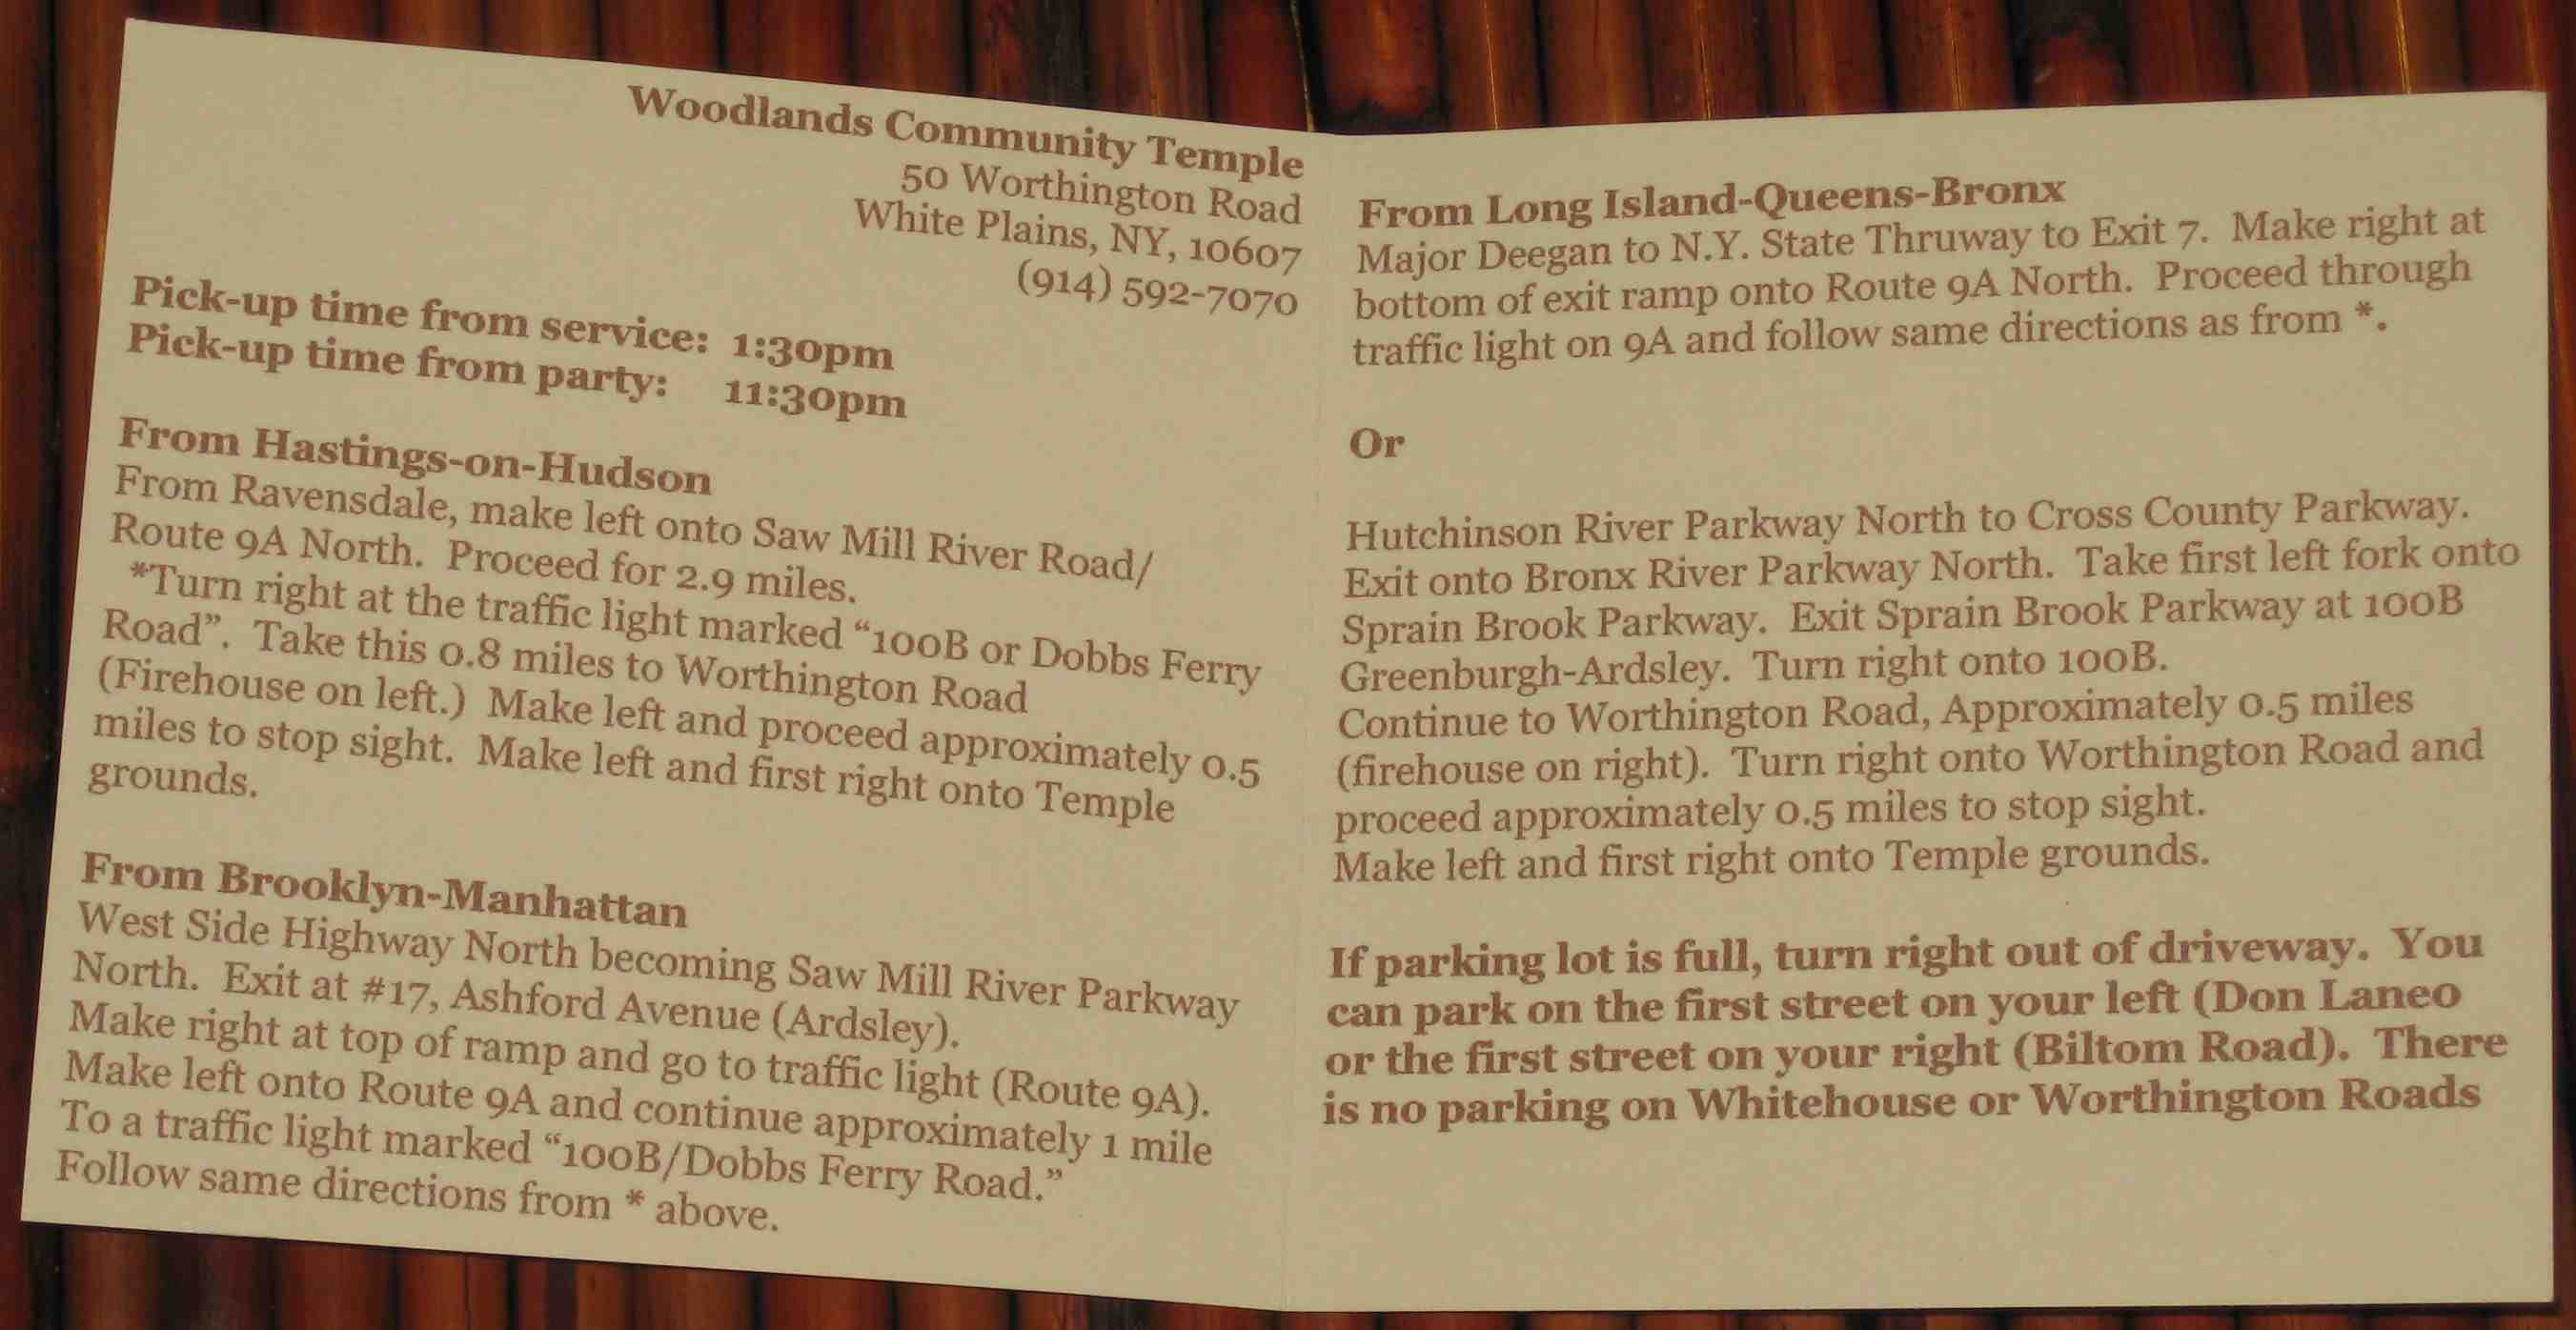 Woodlands Community Temple
50 Worthington Road
White Plains, NY, 10607
(914) 592-7070
Pick-up time from service: 1:30pm
Pick-up time from party: 11:30pm
From Hastings-on-Hudson
From Ravensdale, make left onto Saw Mill River Road/
Route 9A North. Proceed for 2.9 miles.
*Turn right at the traffic light marked “100B or Dobbs Ferry
Road”. Take this 0.8 miles to Worthington Road
(Firehouse on left.) Make left and proceed approximately 0.5
miles to stop sight. Make left and first right onto Temple
grounds.
From Brooklyn-Manhattan
West Side Highway North becoming Saw Mill River Parkway
North. Exit at #17, Ashford Avenue (Ardsley).
Make right at top of ramp and go to traffic light (Route 9A).
Make left onto Route 9A and continue approximately 1 mile
To a traffic light marked “100B/Dobbs Ferry Road.”
Follow same directions from * above.
From Long Island-Queens-Bronx
Major Deegan to N.Y. State Thruway to Exit 7. Make right at
bottom of exit ramp onto Route 9A North. Proceed through
traffic light on 9A and follow same directions as from *.
Or
Hutchinson River Parkway North to Cross County Parkway.
Exit onto Bronx River Parkway North. Take first left fork onto
Sprain Brook Parkway. Exit Sprain Brook Parkway at 100B
Greenburgh-Ardsley. Turn right onto 100B.
Continue to Worthington Road, Approximately 0.5 miles
(firehouse on right). Turn right onto Worthington Road and
proceed approximately 0.5 miles to stop sight.
Make left and first right onto Temple grounds.
If parking lot is full, turn right out of driveway. You
can park on the first street on your left (Don Laneo
or the first street on your right (Biltom Road). There
is no parking on Whitehouse or Worthington Roads